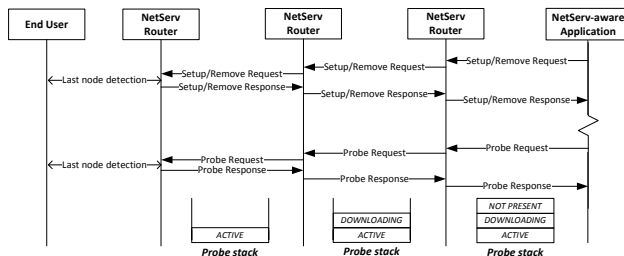 End User
NetServ Router
NetServ Router
NetServ Router
NetServ-aware Application
Setup/Remove Request
Setup/Remove Request
Setup/Remove Request
Last node detection
Setup/Remove Response
Setup/Remove Response
Setup/Remove Response
Probe Request
Probe Request
Probe Request
Last node detection
Probe Response
Probe Response
Probe Response
NOT PRESENT
DOWNLOADING
DOWNLOADING
ACTIVE
ACTIVE
ACTIVE
Probe stack
Probe stack
Probe stack